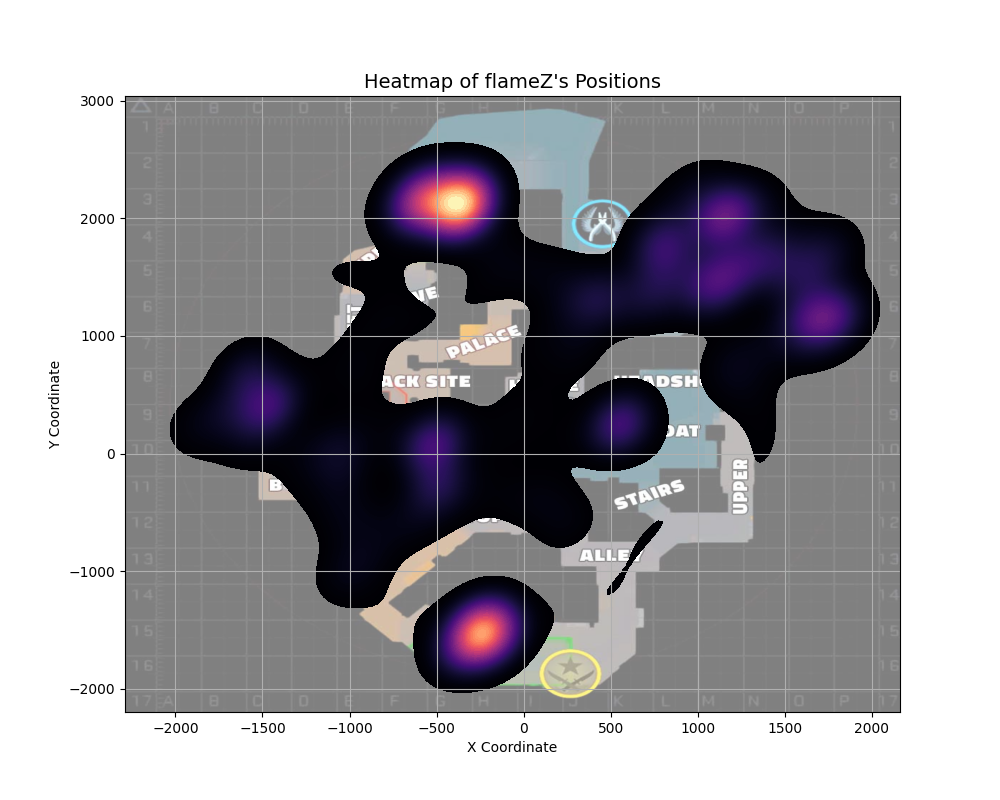 Heatmap of flameZ's Positions
3000
2000
1000
0
−1000
−2000
Y Coordinate
−2000
−1500
−1000
−500
0
500
1000
1500
2000
X Coordinate
A B C D E F G H J K L M N O P
1
2
3
4
5
6
7
8
9
10
11
12
13
14
15
16
17
PALACE
ACK SITE
HEADSH
OAT
STAIRS
UPPER
ALLEY